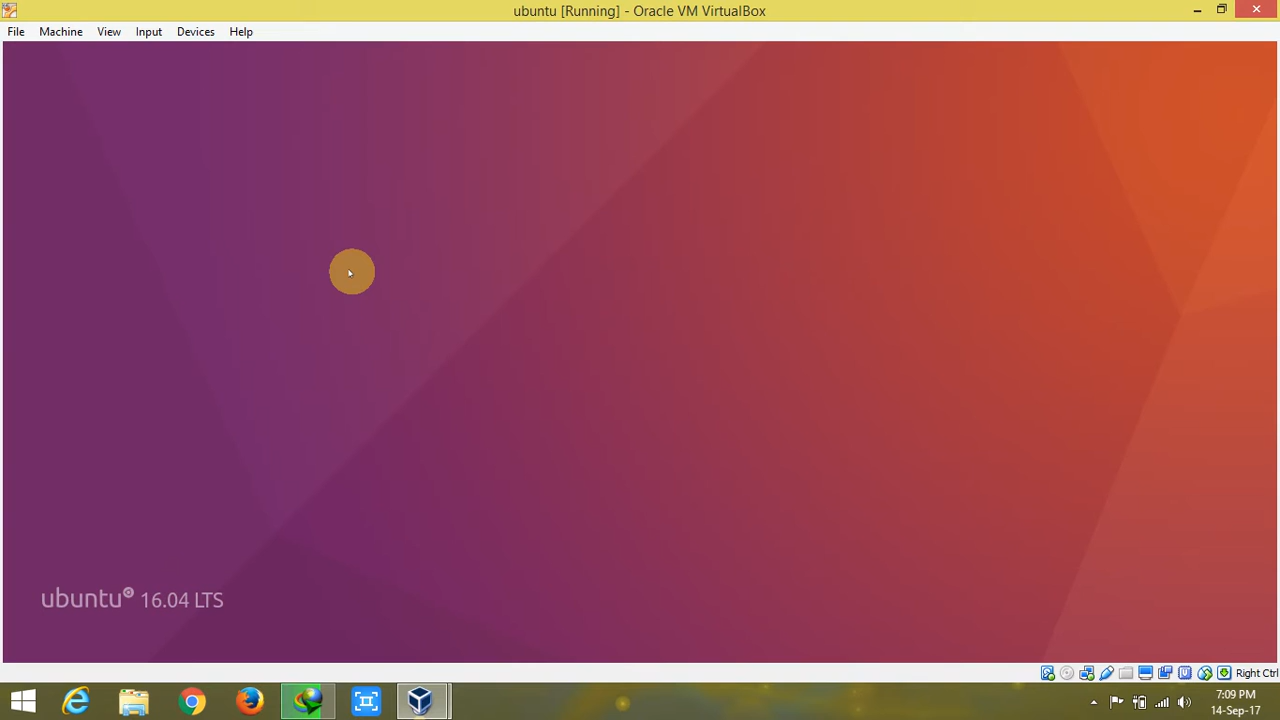 ubuntu [Running] - Oracle VM VirtualBox
File Machine View Input Devices Help
ubuntu® 16.04 LTS
Right Ctrl
7:09 PM
14-Sep-17